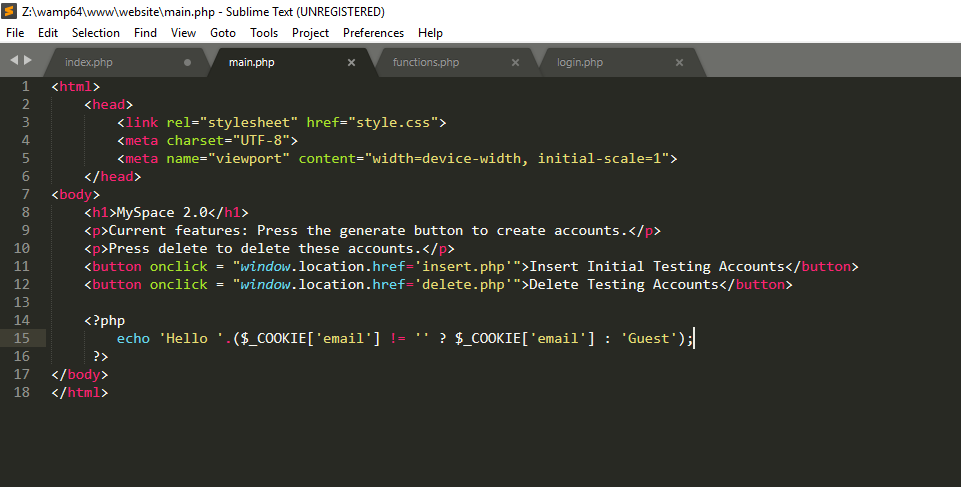 Z:\wamp64\www\website\main.php - Sublime Text (UNREGISTERED)
File Edit Selection Find View Goto Tools Project Preferences Help
index.php main.php functions.php login.php
1 <html>
2     <head>
3         <link rel="stylesheet" href="style.css">
4         <meta charset="UTF-8">
5         <meta name="viewport" content="width=device-width, initial-scale=1">
6     </head>
7 <body>
8     <h1>MySpace 2.0</h1>
9     <p>Current features: Press the generate button to create accounts.</p>
10     <p>Press delete to delete these accounts.</p>
11     <button onclick = "window.location.href='insert.php'">Insert Initial Testing Accounts</button>
12     <button onclick = "window.location.href='delete.php'">Delete Testing Accounts</button>
13
14     <?php
15         echo 'Hello '.($_COOKIE['email'] != '' ? $_COOKIE['email'] : 'Guest');
16      ?>
17 </body>
18 </html>